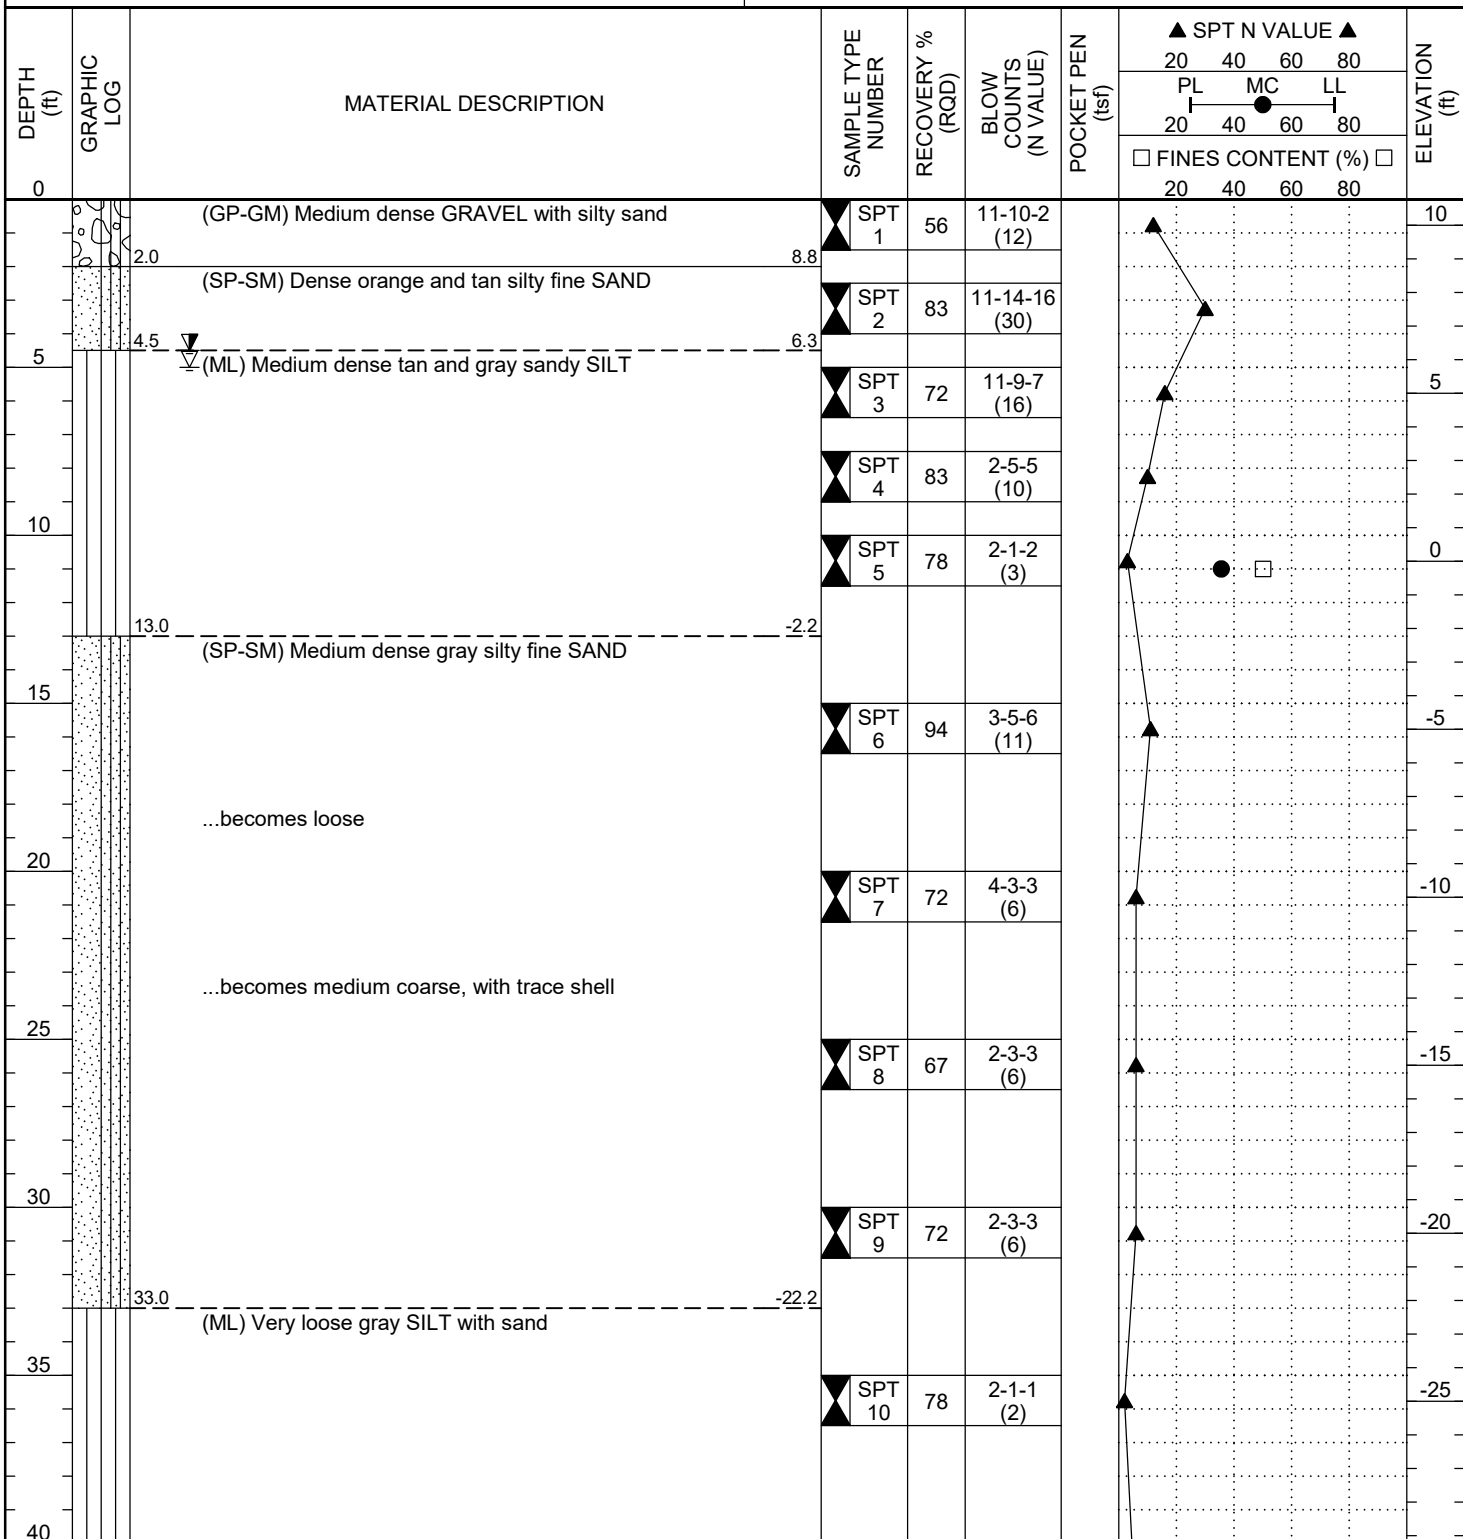 DEPTH
(ft)
GRAPHIC
LOG
MATERIAL DESCRIPTION
SAMPLE TYPE
NUMBER
RECOVERY %
(RQD)
BLOW
COUNTS
(N VALUE)
POCKET PEN
(tsf)
▲ SPT N VALUE ▲
20 40 60 80
PL MC LL
20 40 60 80
□ FINES CONTENT (%) □
20 40 60 80
ELEVATION
(ft)
0
(GP-GM) Medium dense GRAVEL with silty sand
SPT
1
56
11-10-2
(12)
10
2.0
8.8
(SP-SM) Dense orange and tan silty fine SAND
SPT
2
83
11-14-16
(30)
4.5
6.3
5
(ML) Medium dense tan and gray sandy SILT
SPT
3
72
11-9-7
(16)
5
SPT
4
83
2-5-5
(10)
10
SPT
5
78
2-1-2
(3)
0
13.0
-2.2
(SP-SM) Medium dense gray silty fine SAND
15
SPT
6
94
3-5-6
(11)
-5
...becomes loose
20
SPT
7
72
4-3-3
(6)
-10
...becomes medium coarse, with trace shell
25
SPT
8
67
2-3-3
(6)
-15
30
SPT
9
72
2-3-3
(6)
-20
33.0
-22.2
(ML) Very loose gray SILT with sand
35
SPT
10
78
2-1-1
(2)
-25
40